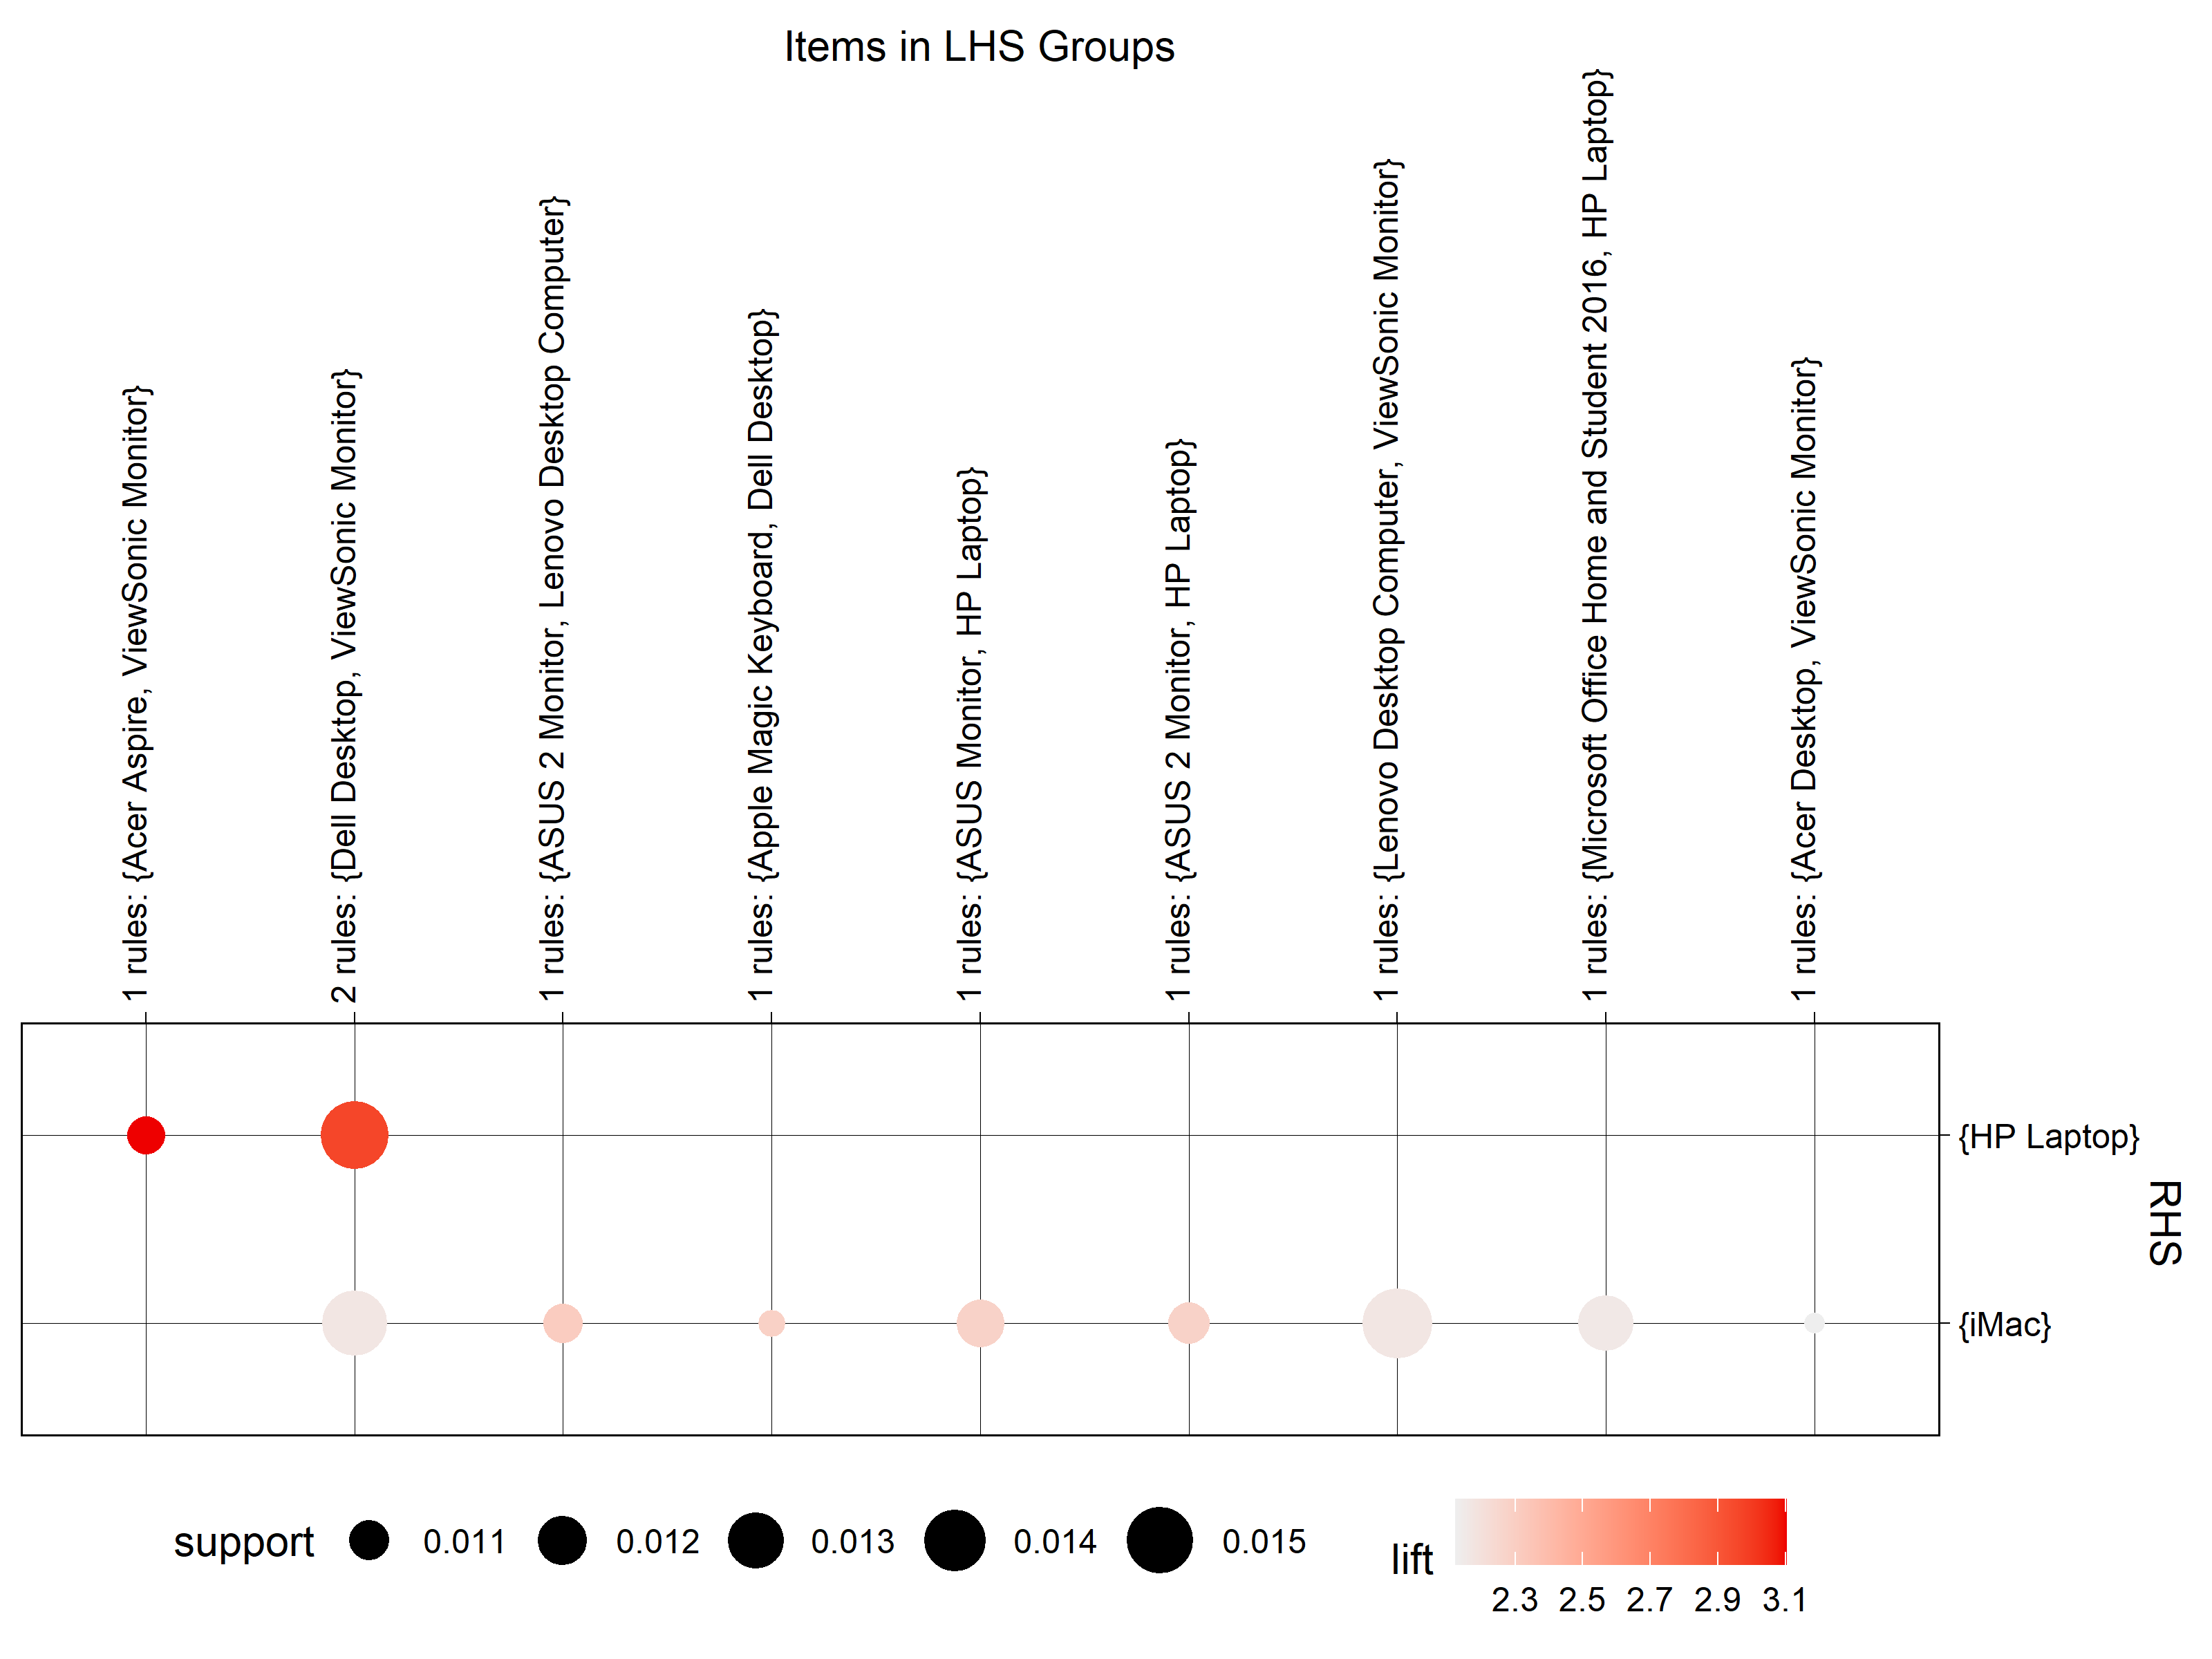 Items in LHS Groups
1 rules: {Acer Aspire, ViewSonic Monitor}
2 rules: {Dell Desktop, ViewSonic Monitor}
1 rules: {ASUS 2 Monitor, Lenovo Desktop Computer}
1 rules: {Apple Magic Keyboard, Dell Desktop}
1 rules: {ASUS Monitor, HP Laptop}
1 rules: {ASUS 2 Monitor, HP Laptop}
1 rules: {Lenovo Desktop Computer, ViewSonic Monitor}
1 rules: {Microsoft Office Home and Student 2016, HP Laptop}
1 rules: {Acer Desktop, ViewSonic Monitor}
{HP Laptop}
{iMac}
RHS
support 0.011 0.012 0.013 0.014 0.015
lift
2.3 2.5 2.7 2.9 3.1